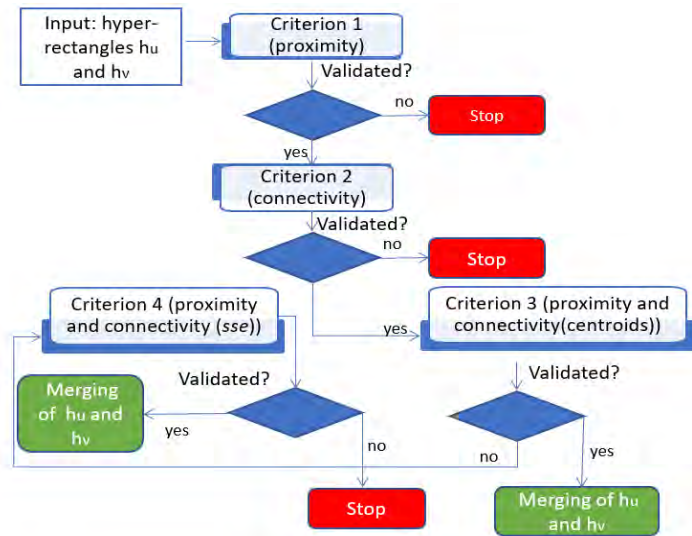 Input: hyper-
rectangles hu
and hv
Criterion 1
(proximity)
Validated?
no
Stop
yes
Criterion 2
(connectivity)
Validated?
no
Stop
yes
Criterion 3 (proximity and
connectivity(centroids))
Validated?
no
yes
Merging of hu
and hv
Criterion 4 (proximity
and connectivity (sse))
Validated?
yes
Merging
of hu and
hv
no
Stop